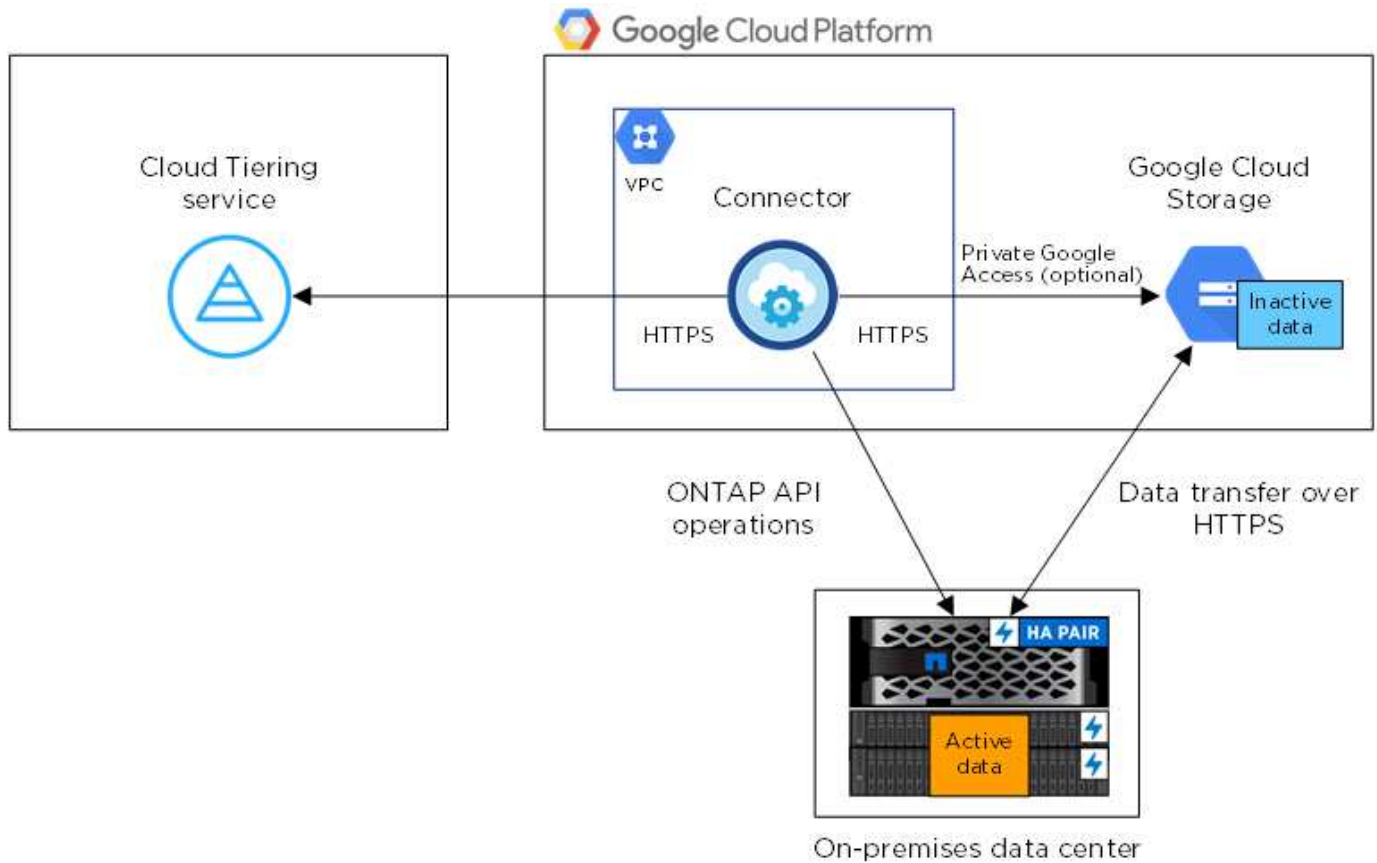 Google Cloud Platform
Cloud Tiering
service
VPC
Connector
Google Cloud
Storage
Private Google
Access (optional)
HTTPS
HTTPS
Inactive
data
ONTAP API
operations
Data transfer over
HTTPS
HA PAIR
Active
data
On-premises data center